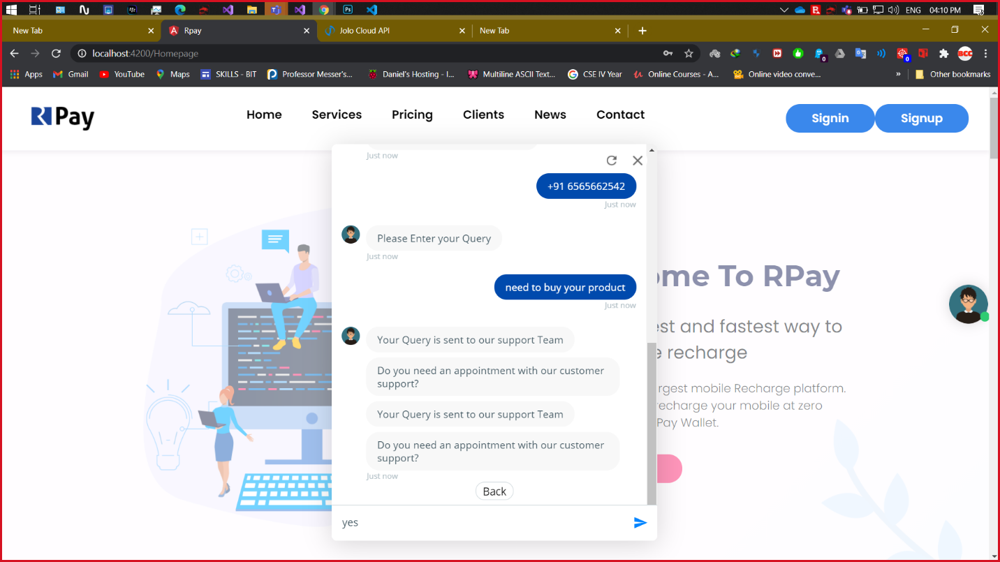 ENG 04:10 PM
New Tab
Rpay
Jolo Cloud API
New Tab
localhost:4200/Homepage
BCC
0
0
Apps
Gmail
YouTube
Maps
SKILLS - BIT
Professor Messer's...
Daniel's Hosting - I...
Multiline ASCII Text...
CSE IV Year
Online Courses - A...
Online video conve...
»
Other bookmarks
Pay
Home
Services
Pricing
Clients
News
Contact
Signin
Signup
Just now
+91 6565662542
Just now
Please Enter your Query
Just now
need to buy your product
Just now
Your Query is sent to our support Team
Do you need an appointment with our customer
support?
Your Query is sent to our support Team
Do you need an appointment with our customer
support?
Just now
Back
yes
ome To RPay
est and fastest way to
e recharge
rgest mobile Recharge platform.
recharge your mobile at zero
Pay Wallet.